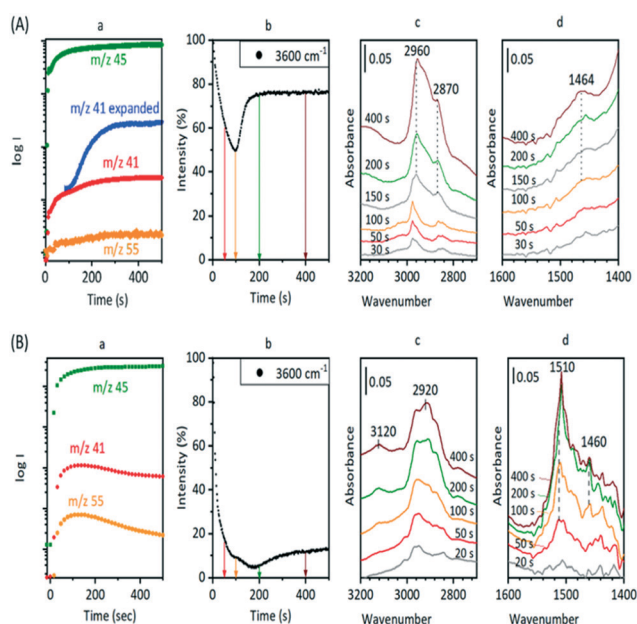 (A)
a
log I
m/z 45
m/z 41 expanded
m/z 41
m/z 55
0 200 400
Time (s)
b
Intensity (%)
100
80
60
40
20
0
3600 cm⁻¹
0 200 400
Time (s)
c
Absorbance
0.05
2960
2870
400 s
200 s
150 s
100 s
50 s
30 s
3200 3000 2800
Wavenumber
d
Absorbance
0.05
1464
400 s
200 s
150 s
100 s
50 s
30 s
1600 1500 1400
Wavenumber
(B)
a
log I
m/z 45
m/z 41
m/z 55
0 200 400
Time (sec)
b
Intensity (%)
100
80
60
40
20
0
3600 cm⁻¹
0 200 400
Time (s)
c
Absorbance
0.05
3120
2920
400 s
200 s
100 s
50 s
20 s
3200 3000 2800
Wavenumber
d
Absorbance
0.05
1510
1460
400 s
200 s
100 s
50 s
20 s
1600 1500 1400
Wavenumber